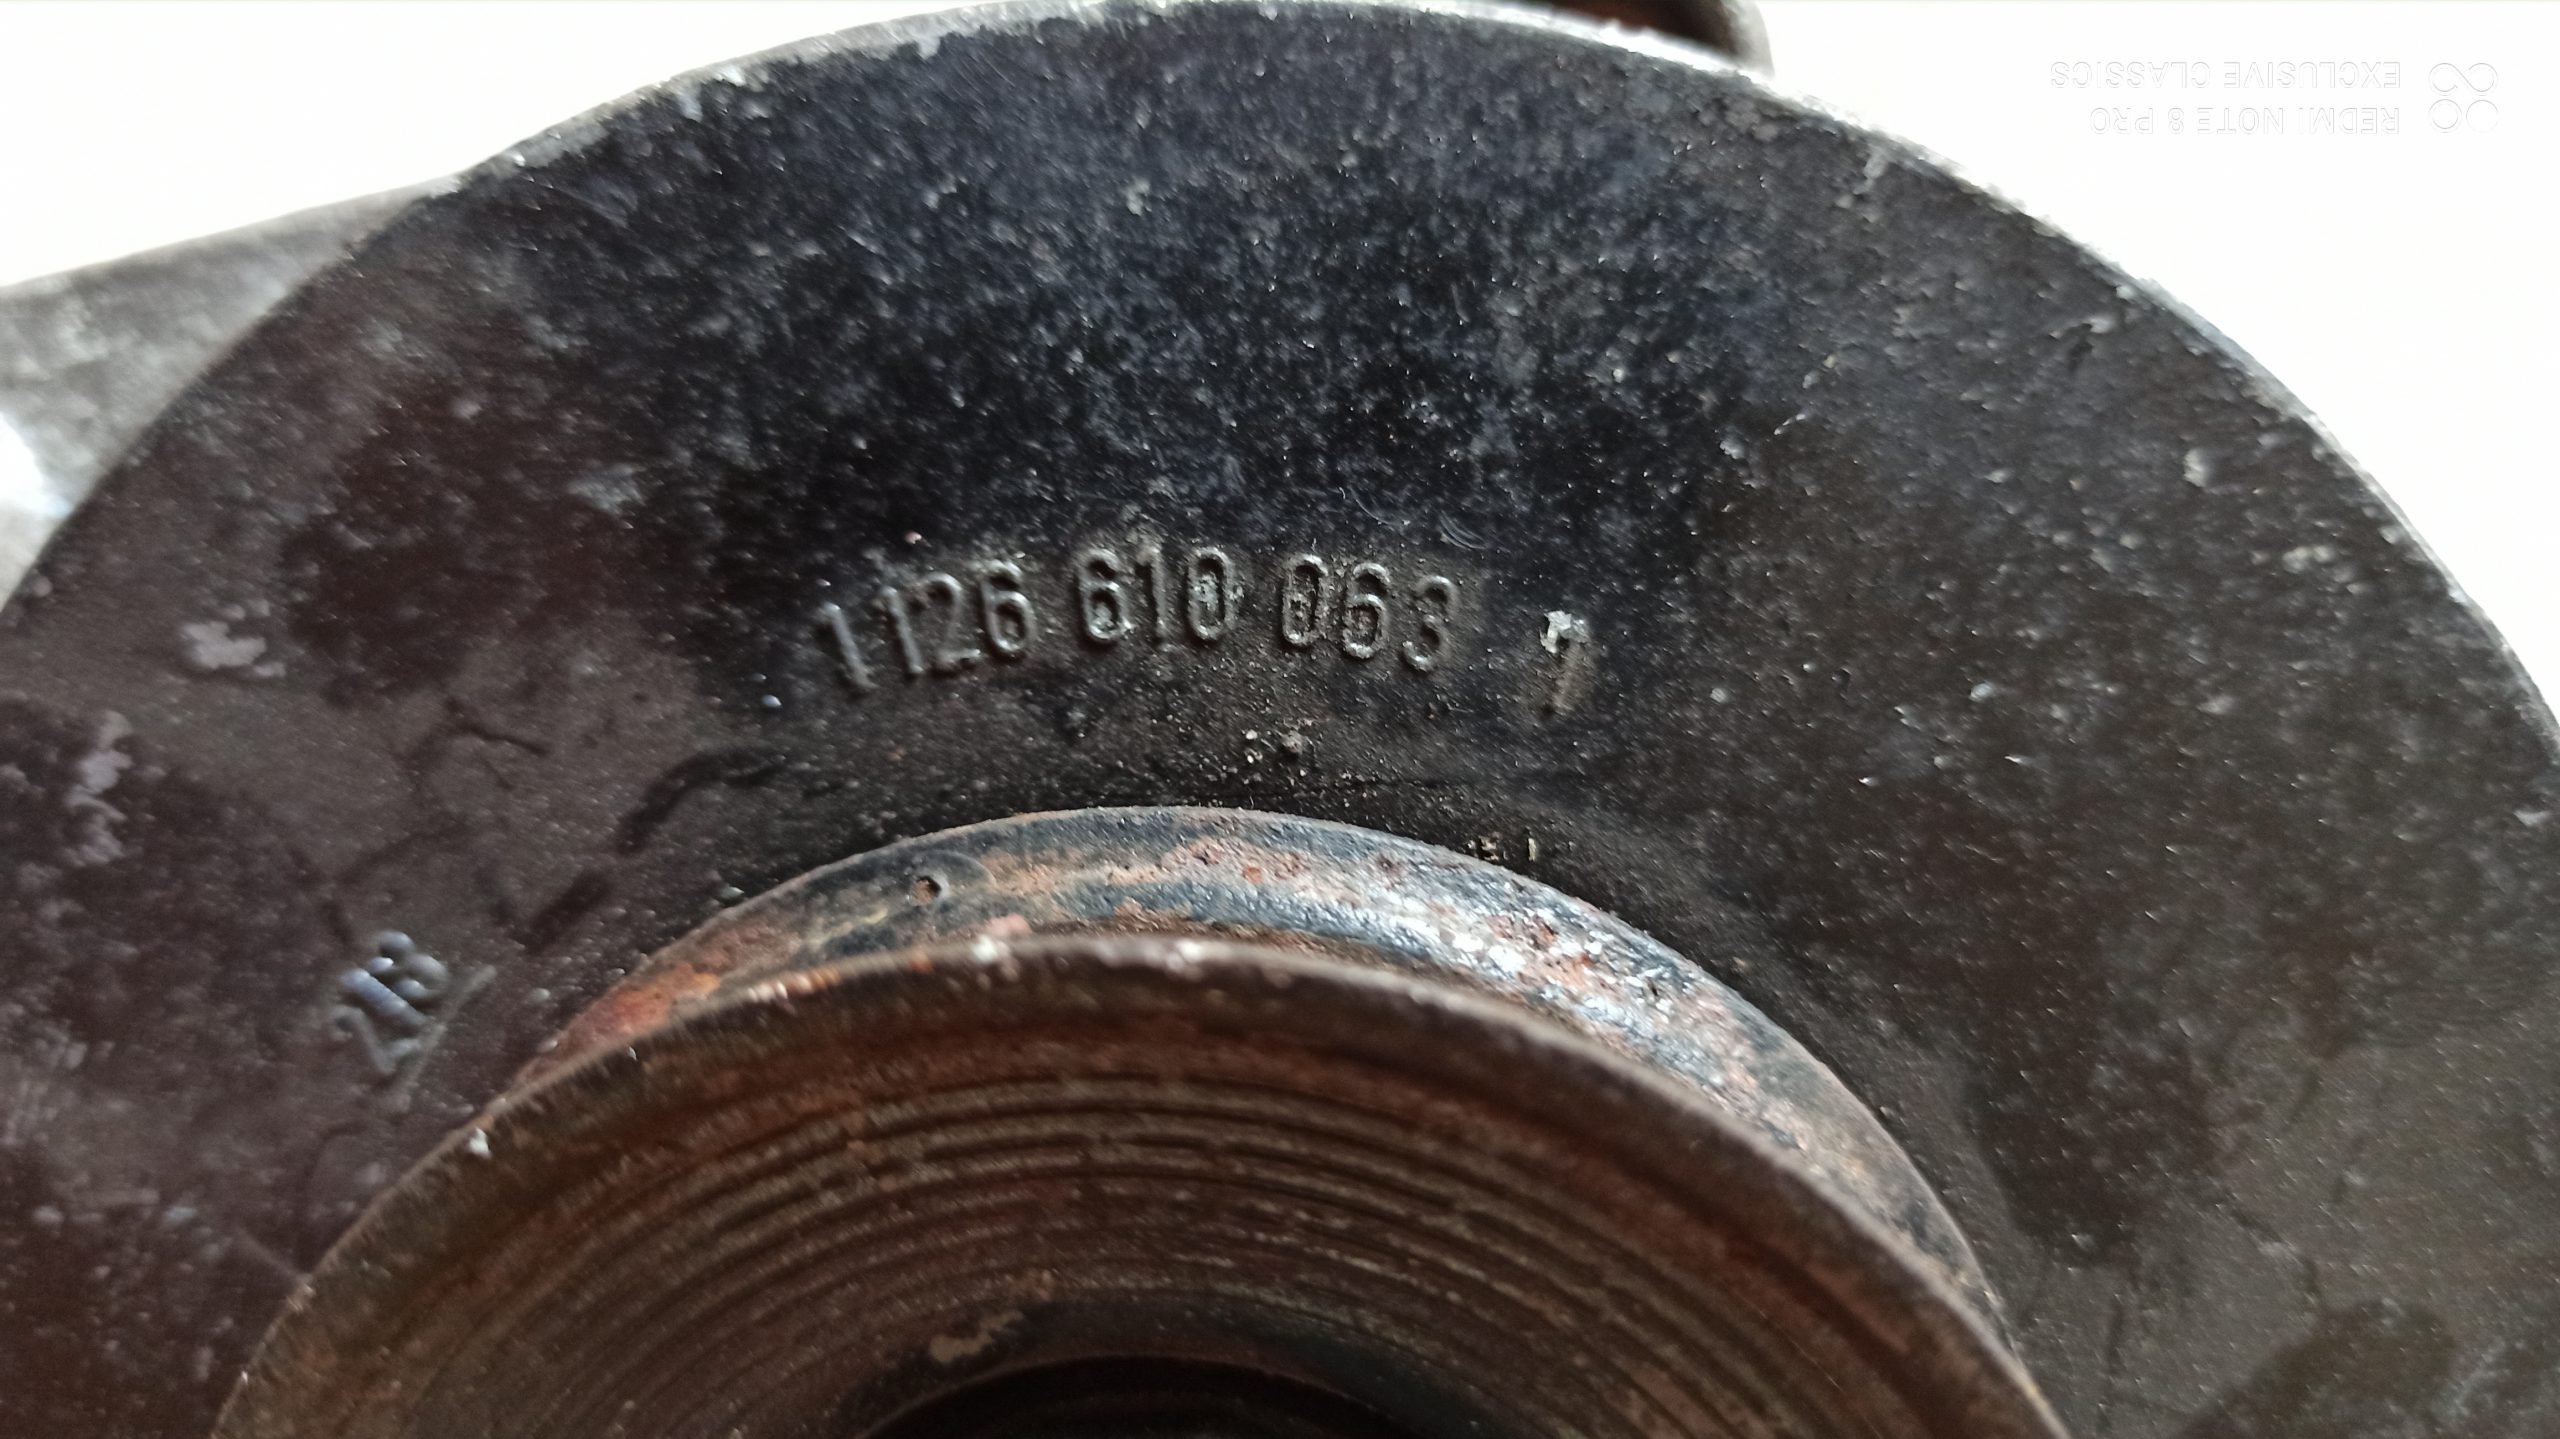 REDMI NOTE 8 PRO
EXCLUSIVE CLASSICS
1126 610 063